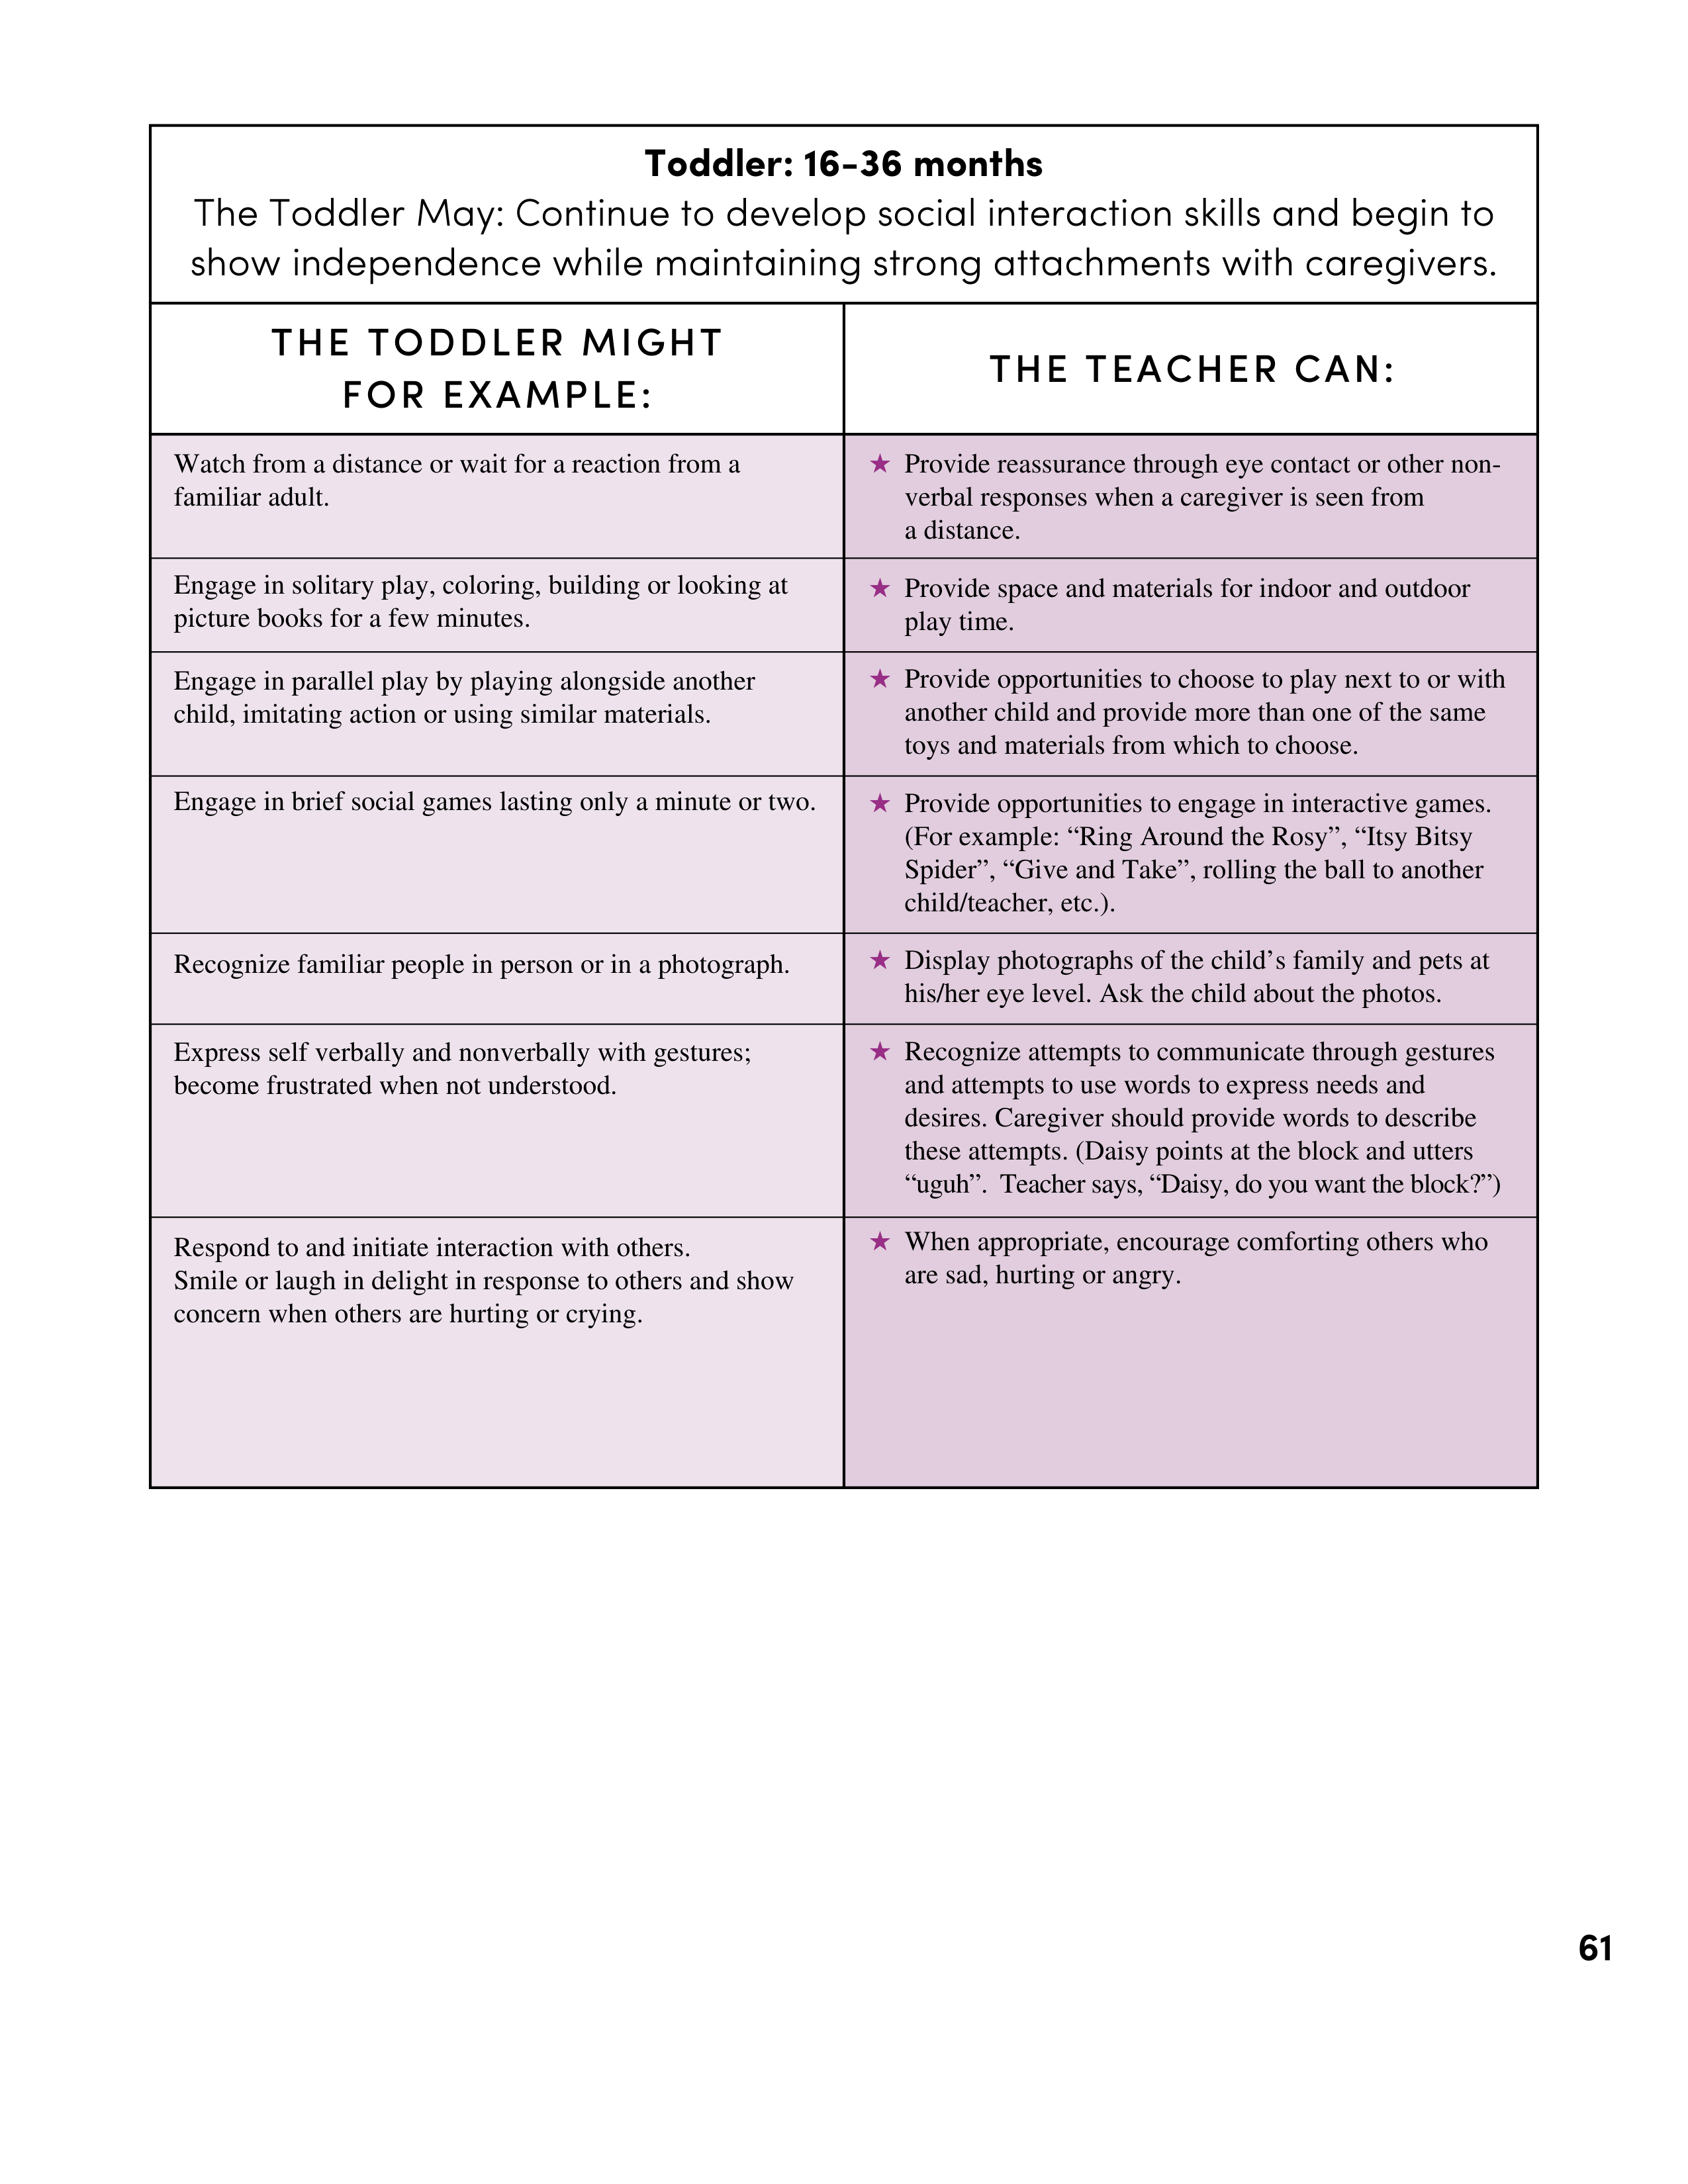 Toddler: 16-36 months
The Toddler May: Continue to develop social interaction skills and begin to
show independence while maintaining strong attachments with caregivers.
THE TODDLER MIGHT
FOR EXAMPLE:
THE TEACHER CAN:
Watch from a distance or wait for a reaction from a
familiar adult.
★ Provide reassurance through eye contact or other non-
verbal responses when a caregiver is seen from
a distance.
Engage in solitary play, coloring, building or looking at
picture books for a few minutes.
★ Provide space and materials for indoor and outdoor
play time.
Engage in parallel play by playing alongside another
child, imitating action or using similar materials.
★ Provide opportunities to choose to play next to or with
another child and provide more than one of the same
toys and materials from which to choose.
Engage in brief social games lasting only a minute or two.
★ Provide opportunities to engage in interactive games.
(For example: “Ring Around the Rosy”, “Itsy Bitsy
Spider”, “Give and Take”, rolling the ball to another
child/teacher, etc.).
Recognize familiar people in person or in a photograph.
★ Display photographs of the child’s family and pets at
his/her eye level. Ask the child about the photos.
Express self verbally and nonverbally with gestures;
become frustrated when not understood.
★ Recognize attempts to communicate through gestures
and attempts to use words to express needs and
desires. Caregiver should provide words to describe
these attempts. (Daisy points at the block and utters
“uguh”.  Teacher says, “Daisy, do you want the block?”)
Respond to and initiate interaction with others.
Smile or laugh in delight in response to others and show
concern when others are hurting or crying.
★ When appropriate, encourage comforting others who
are sad, hurting or angry.
61